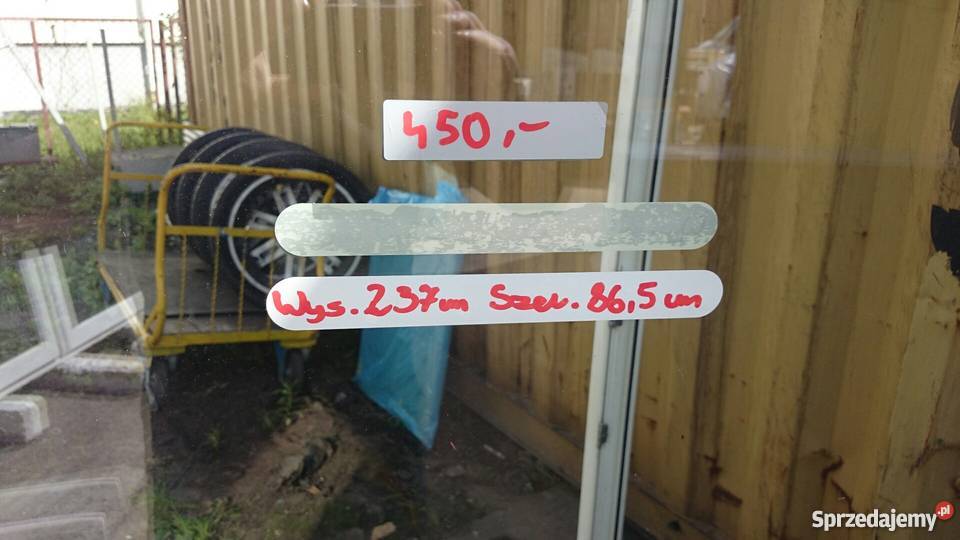 450,-
Wys. 237cm Szer. 86,5cm
Sprzedajemy.pl